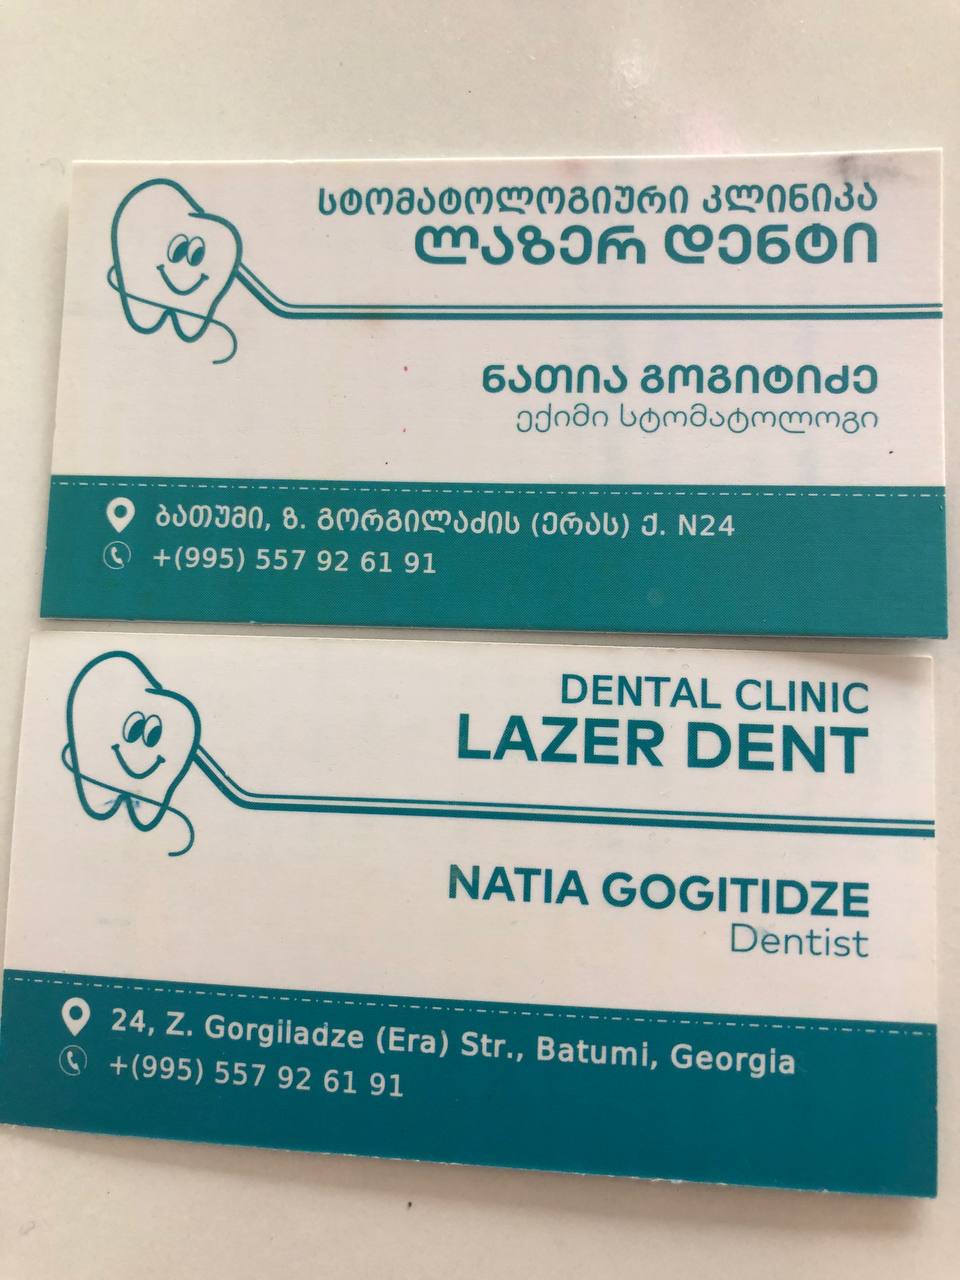 სტომატოლოგიური კლინიკა
ლაზერ დენტი
ნათია გოგიტიძე
ექიმი სტომატოლოგი
ბათუმი, ზ. გორგილაძის (ერას) ქ. N24
+(995) 557 92 61 91
DENTAL CLINIC
LAZER DENT
NATIA GOGITIDZE
Dentist
24, Z. Gorgiladze (Era) Str., Batumi, Georgia
+(995) 557 92 61 91